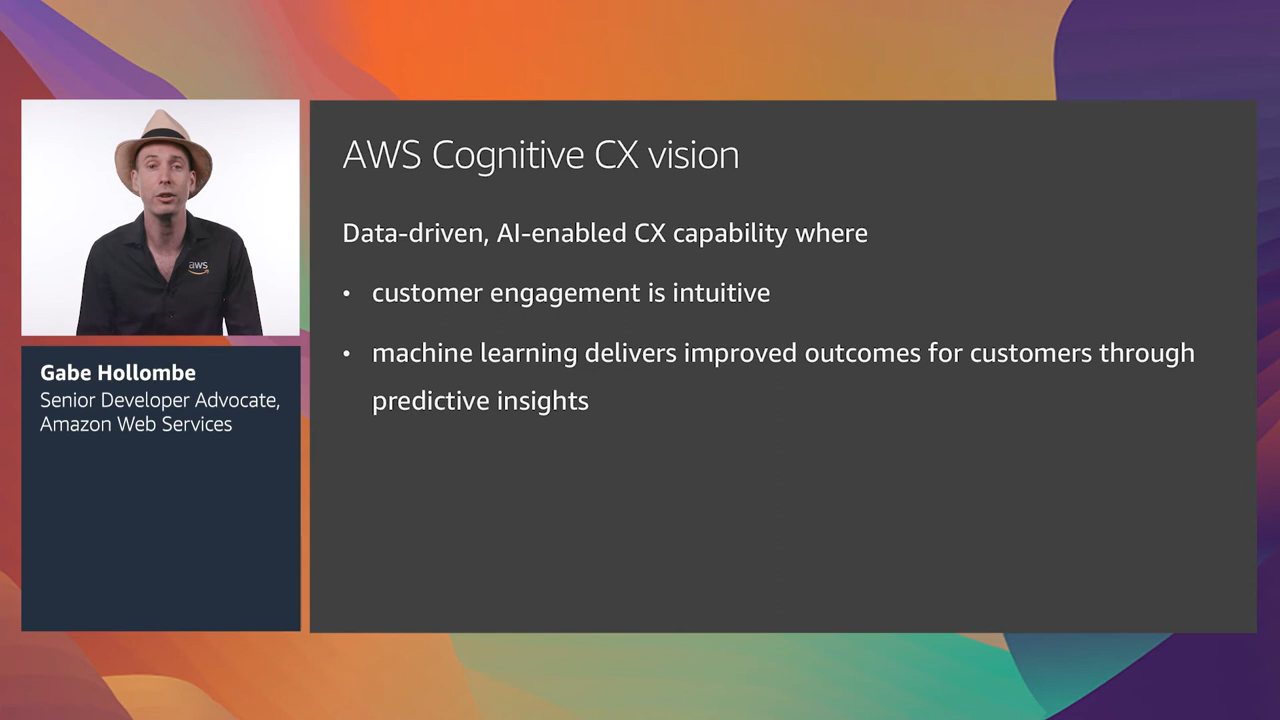 aws
Gabe Hollombe
Senior Developer Advocate,
Amazon Web Services
AWS Cognitive CX vision
Data-driven, AI-enabled CX capability where
• customer engagement is intuitive
• machine learning delivers improved outcomes for customers through
predictive insights